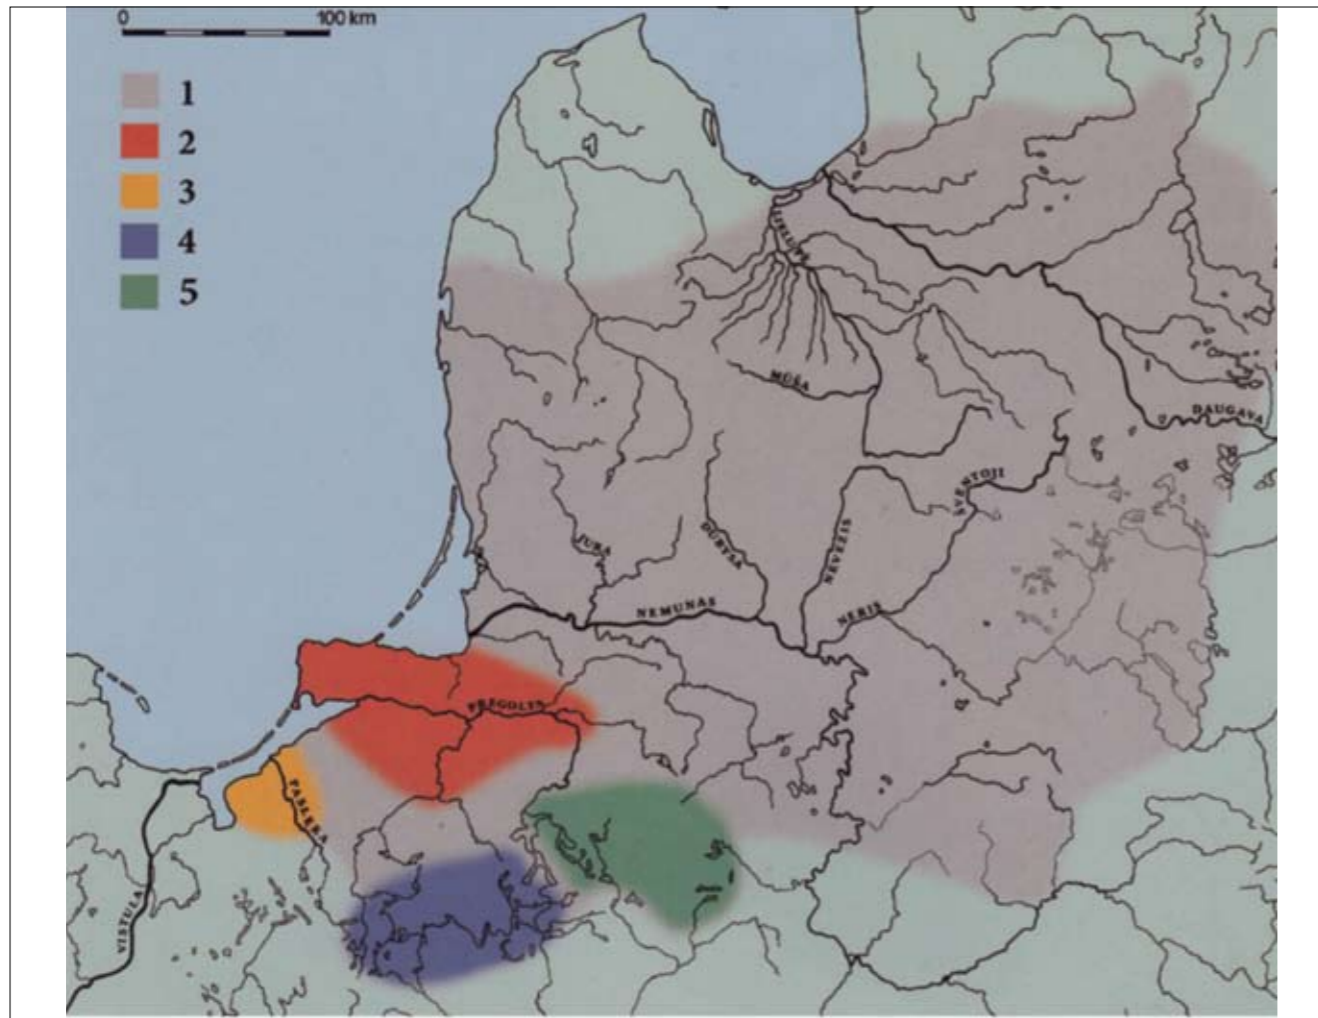 0 100 km
1
2
3
4
5
LIELUPE
MŪŠA
DAUGAVA
ŠVENTOJI
JŪRA
DUBYSA
NEVĖŽIS
NEMUNAS
NERIS
PREGOLYA
PASŁĘKA
VISTULA